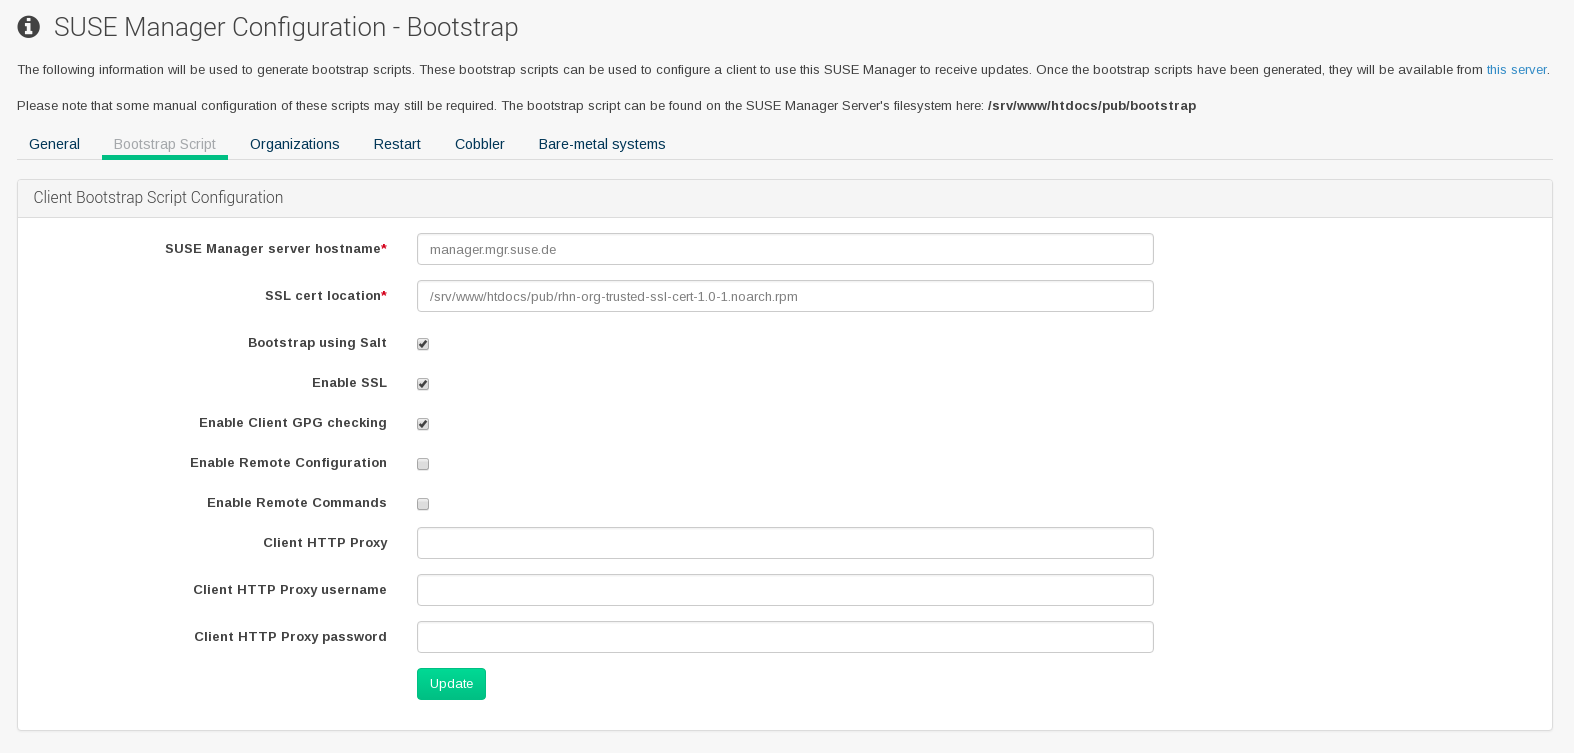 SUSE Manager Configuration - Bootstrap
The following information will be used to generate bootstrap scripts. These bootstrap scripts can be used to configure a client to use this SUSE Manager to receive updates. Once the bootstrap scripts have been generated, they will be available from this server.
Please note that some manual configuration of these scripts may still be required. The bootstrap script can be found on the SUSE Manager Server's filesystem here: /srv/www/htdocs/pub/bootstrap
General Bootstrap Script Organizations Restart Cobbler Bare-metal systems
Client Bootstrap Script Configuration
SUSE Manager server hostname* manager.mgr.suse.de
SSL cert location* /srv/www/htdocs/pub/rhn-org-trusted-ssl-cert-1.0-1.noarch.rpm
Bootstrap using Salt
Enable SSL
Enable Client GPG checking
Enable Remote Configuration
Enable Remote Commands
Client HTTP Proxy
Client HTTP Proxy username
Client HTTP Proxy password
Update